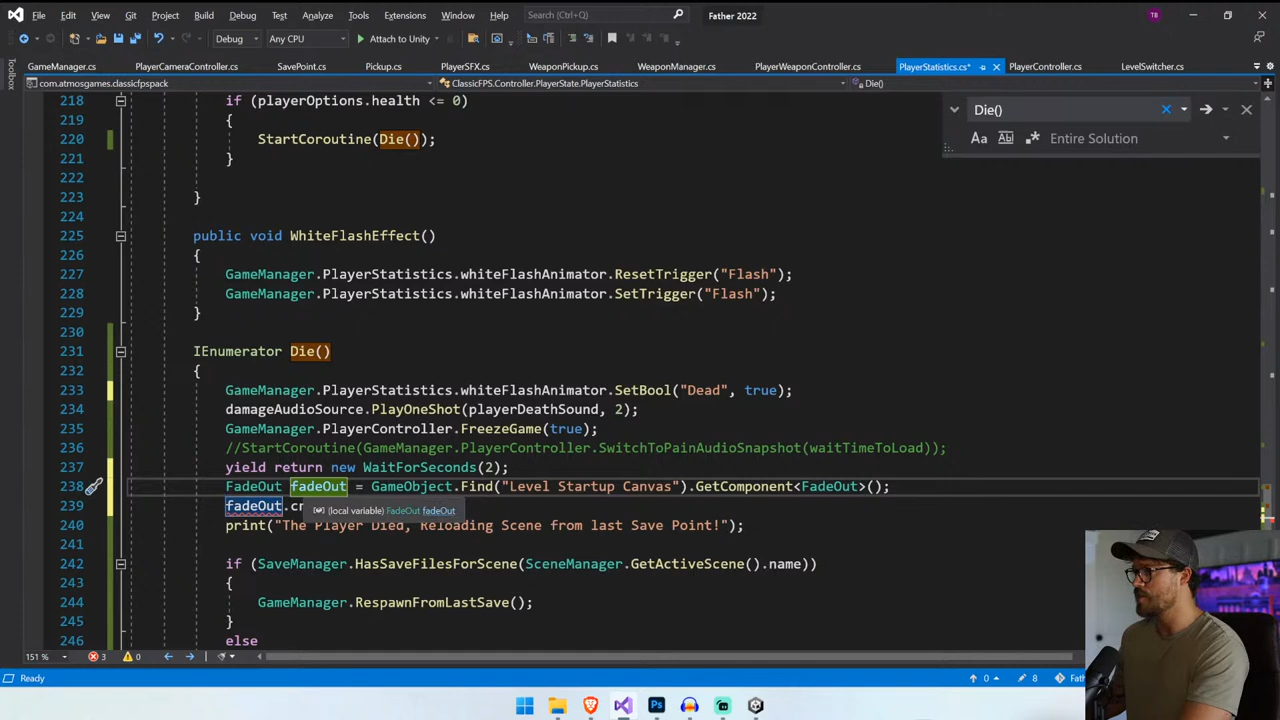 File Edit View Git Project Build Debug Test Analyze Tools Extensions Window Help Search (Ctrl+Q) Father 2022 TB
Debug Any CPU Attach to Unity
GameManager.cs PlayerCameraController.cs SavePoint.cs Pickup.cs PlayerSFX.cs WeaponPickup.cs WeaponManager.cs PlayerWeaponController.cs PlayerStatistics.cs* PlayerController.cs LevelSwitcher.cs
Toolbox
com.atmosgames.classicfpspack ClassicFPS.Controller.PlayerState.PlayerStatistics Die()
Die()
Aa Abl .* Entire Solution
218 if (playerOptions.health <= 0)
219 {
220 StartCoroutine(Die());
221 }
222
223 }
224
225 public void WhiteFlashEffect()
226 {
227 GameManager.PlayerStatistics.whiteFlashAnimator.ResetTrigger("Flash");
228 GameManager.PlayerStatistics.whiteFlashAnimator.SetTrigger("Flash");
229 }
230
231 IEnumerator Die()
232 {
233 GameManager.PlayerStatistics.whiteFlashAnimator.SetBool("Dead", true);
234 damageAudioSource.PlayOneShot(playerDeathSound, 2);
235 GameManager.PlayerController.FreezeGame(true);
236 //StartCoroutine(GameManager.PlayerController.SwitchToPainAudioSnapshot(waitTimeToLoad));
237 yield return new WaitForSeconds(2);
238 FadeOut fadeOut = GameObject.Find("Level Startup Canvas").GetComponent<FadeOut>();
239 fadeOut.cr
(local variable) FadeOut fadeOut
240 print("The Player Died, Reloading Scene from last Save Point!");
241
242 if (SaveManager.HasSaveFilesForScene(SceneManager.GetActiveScene().name))
243 {
244 GameManager.RespawnFromLastSave();
245 }
246 else
151 % 3 0
Ready 0 8 Fath